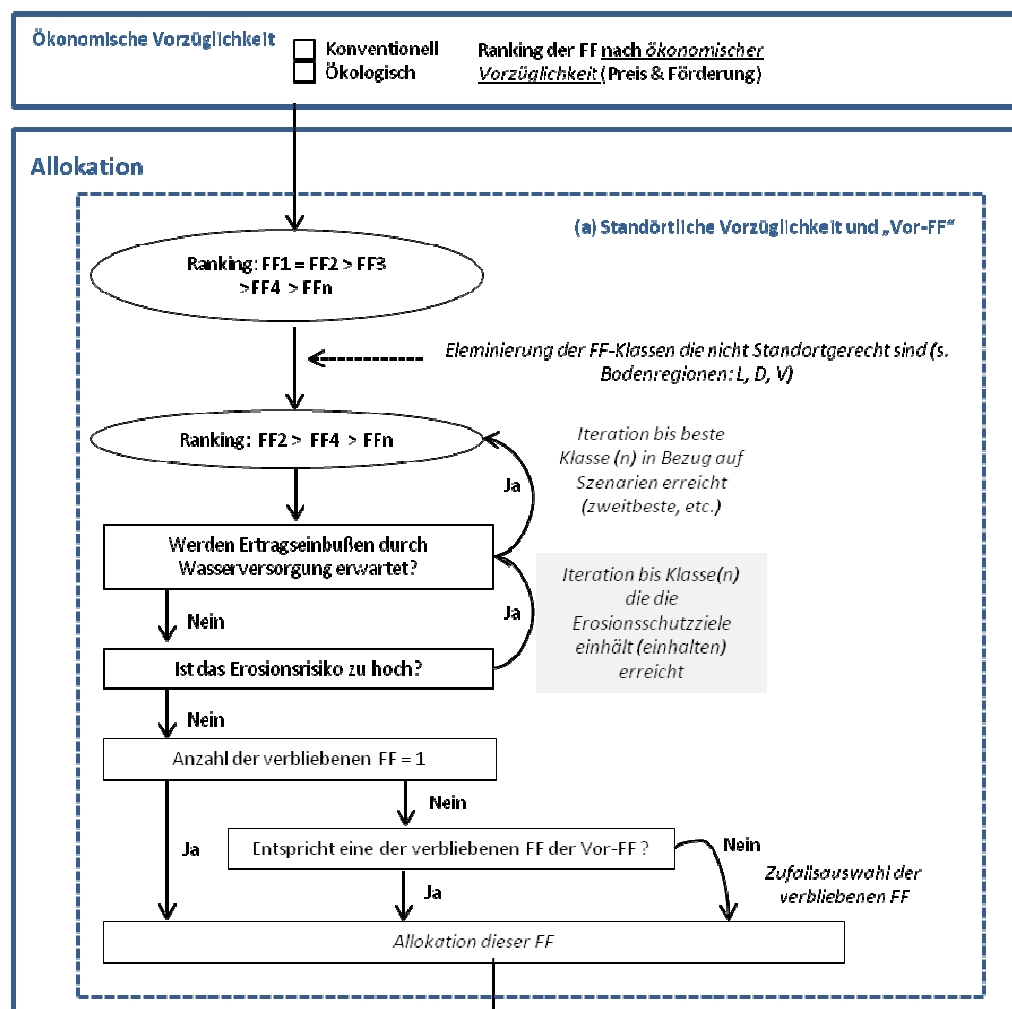 Ökonomische Vorzüglichkeit
Konventionell
Ökologisch
Ranking der FF nach ökonomischer
Vorzüglichkeit (Preis & Förderung)
Allokation
(a) Standörtliche Vorzüglichkeit und „Vor-FF“
Ranking: FF1 = FF2 > FF3
>FF4 > FFn
Eleminierung der FF-Klassen die nicht Standortgerecht sind (s.
Bodenregionen: L, D, V)
Ranking: FF2 > FF4 > FFn
Iteration bis beste
Klasse (n) in Bezug auf
Szenarien erreicht
(zweitbeste, etc.)
Ja
Werden Ertragseinbußen durch
Wasserversorgung erwartet?
Iteration bis Klasse(n)
die die
Erosionsschutzziele
einhält (einhalten)
erreicht
Ja
Nein
Ist das Erosionsrisiko zu hoch?
Nein
Anzahl der verbliebenen FF = 1
Nein
Ja
Entspricht eine der verbliebenen FF der Vor-FF ?
Nein
Zufallsauswahl der
verbliebenen FF
Ja
Allokation dieser FF